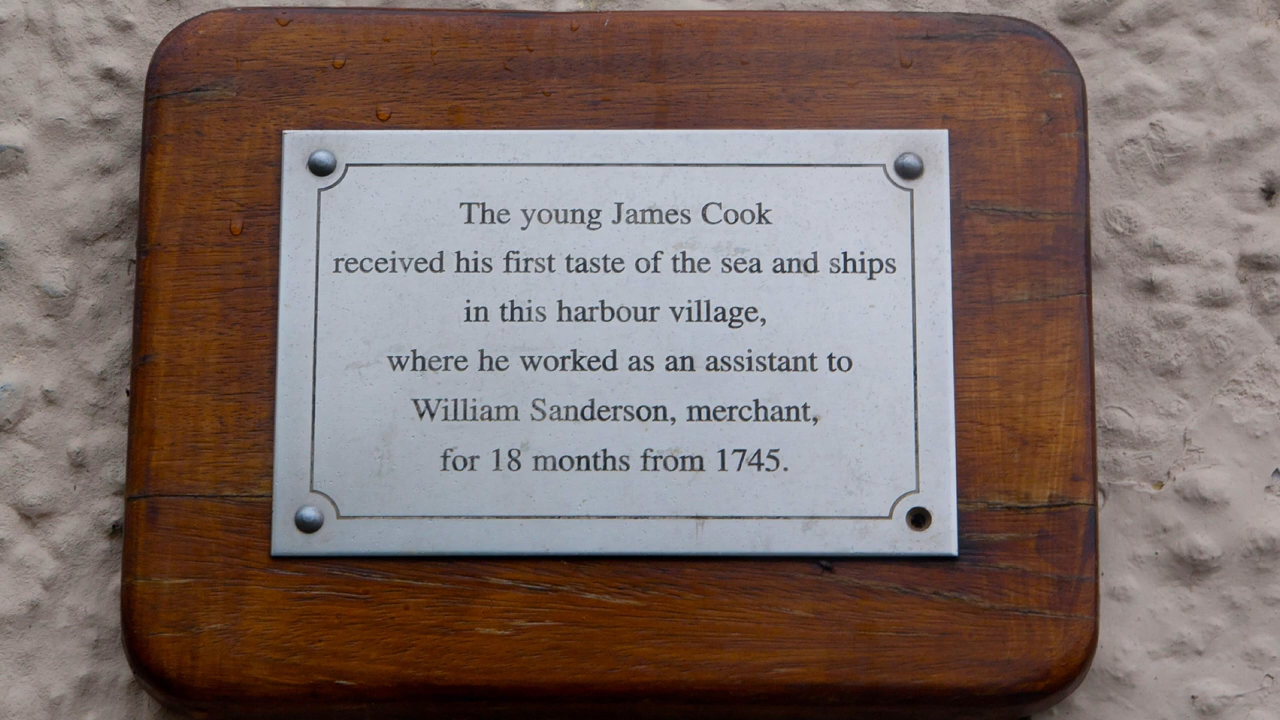 The young James Cook
received his first taste of the sea and ships
in this harbour village,
where he worked as an assistant to
William Sanderson, merchant,
for 18 months from 1745.